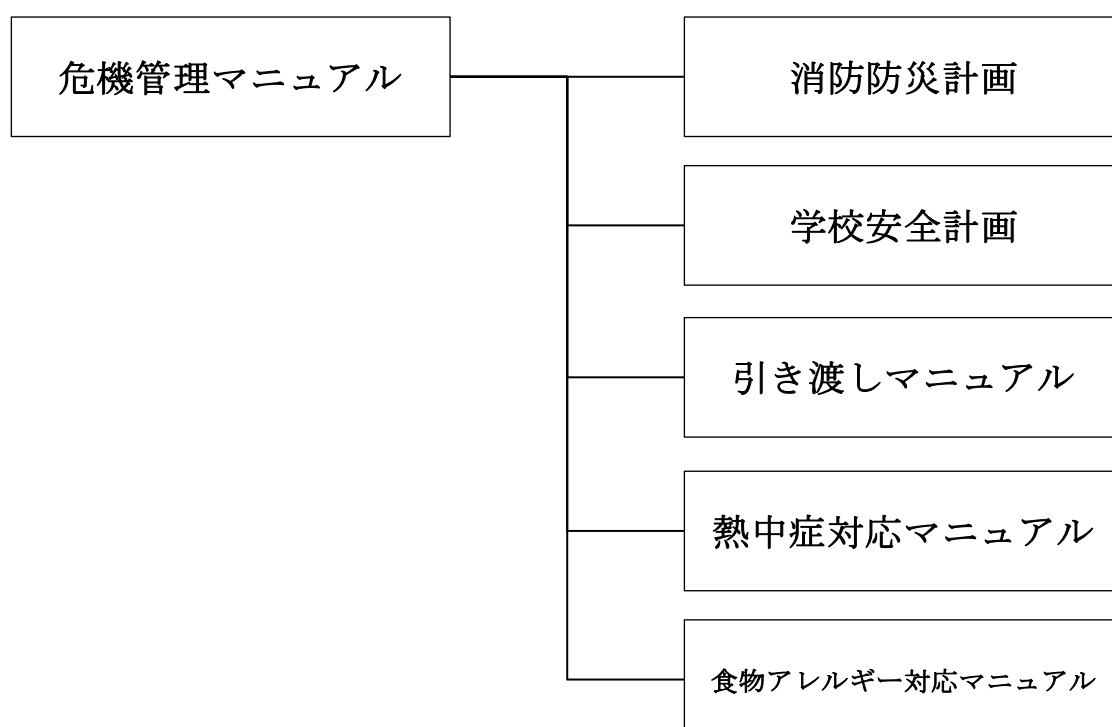 危機管理マニュアル
消防防災計画
学校安全計画
引き渡しマニュアル
熱中症対応マニュアル
食物アレルギー対応マニュアル